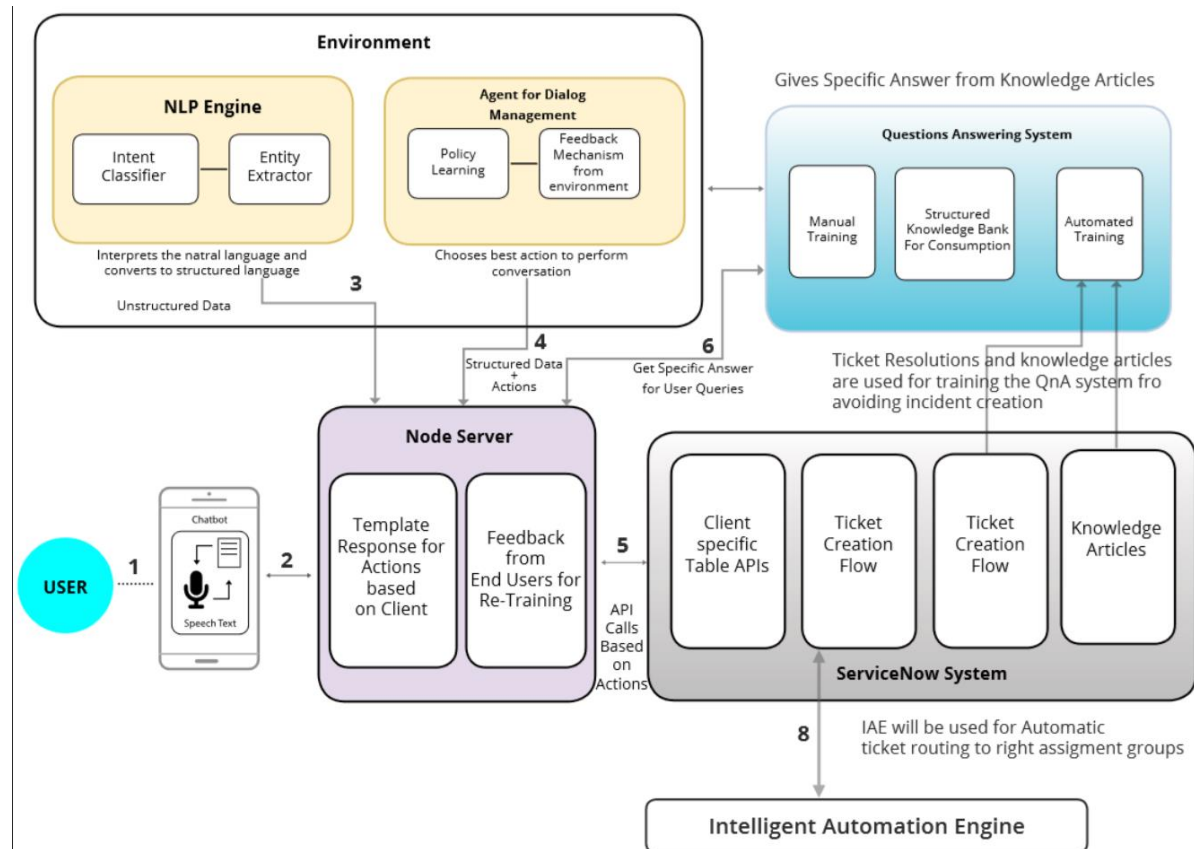 Environment
NLP Engine
Intent
Classifier
Entity
Extractor
Agent for Dialog
Management
Policy
Learning
Feedback
Mechanism
from
environment
Interprets the natral language and
converts to structured language
Chooses best action to perform
conversation
Unstructured Data
3
4
Structured Data
+
Actions
Gives Specific Answer from Knowledge Articles
Questions Answering System
Manual
Training
Structured
Knowledge Bank
For Consumption
Automated
Training
6
Get Specific Answer
for User Queries
Ticket Resolutions and knowledge articles
are used for training the QnA system fro
avoiding incident creation
USER
1
Chatbot
Speech Text
2
Node Server
Template
Response for
Actions
based
on Client
Feedback
from
End Users for
Re-Training
5
API
Calls
Based
on
Actions
Client
specific
Table APIs
Ticket
Creation
Flow
Ticket
Creation
Flow
Knowledge
Articles
ServiceNow System
8
IAE will be used for Automatic
ticket routing to right assigment groups
Intelligent Automation Engine